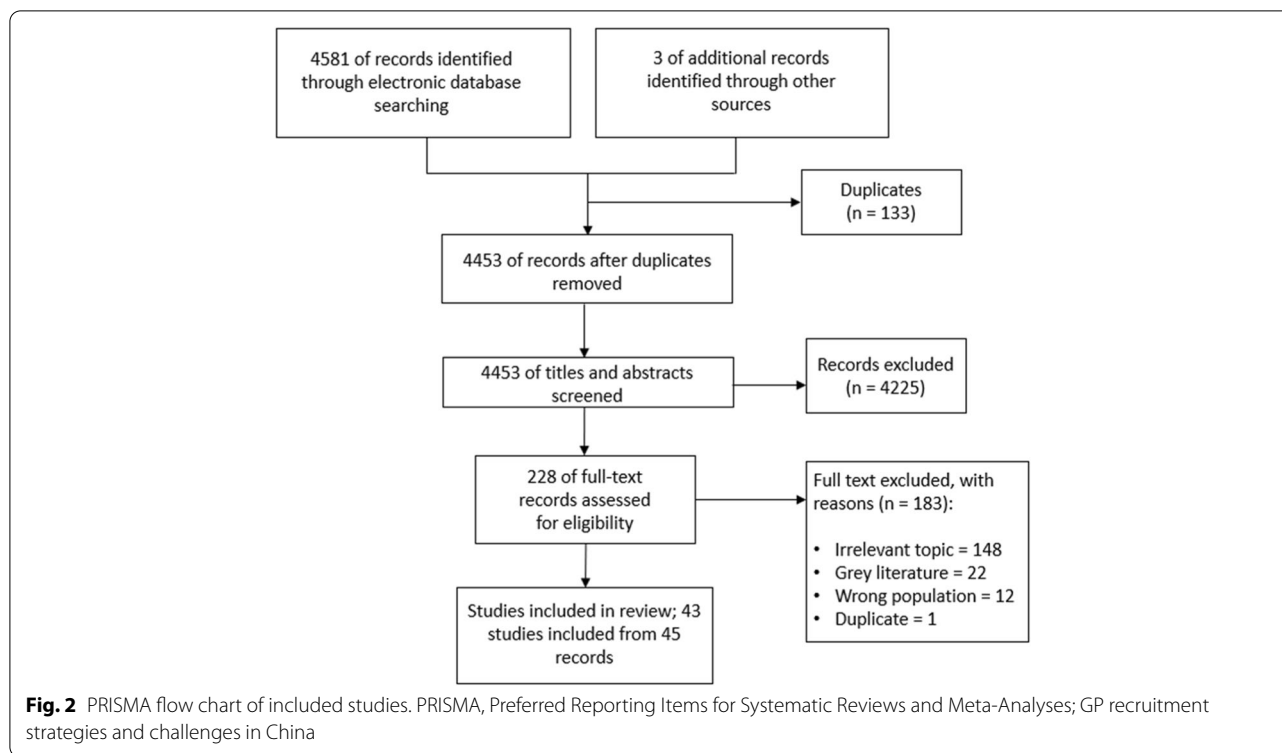 4581 of records identified
through electronic database
searching
3 of additional records
identified through other
sources
Duplicates
(n = 133)
4453 of records after duplicates
removed
4453 of titles and abstracts
screened
Records excluded
(n = 4225)
228 of full-text
records assessed
for eligibility
Full text excluded, with
reasons (n = 183):
• Irrelevant topic = 148
• Grey literature = 22
• Wrong population = 12
• Duplicate = 1
Studies included in review; 43
studies included from 45
records
Fig. 2 PRISMA flow chart of included studies. PRISMA, Preferred Reporting Items for Systematic Reviews and Meta-Analyses; GP recruitment
strategies and challenges in China